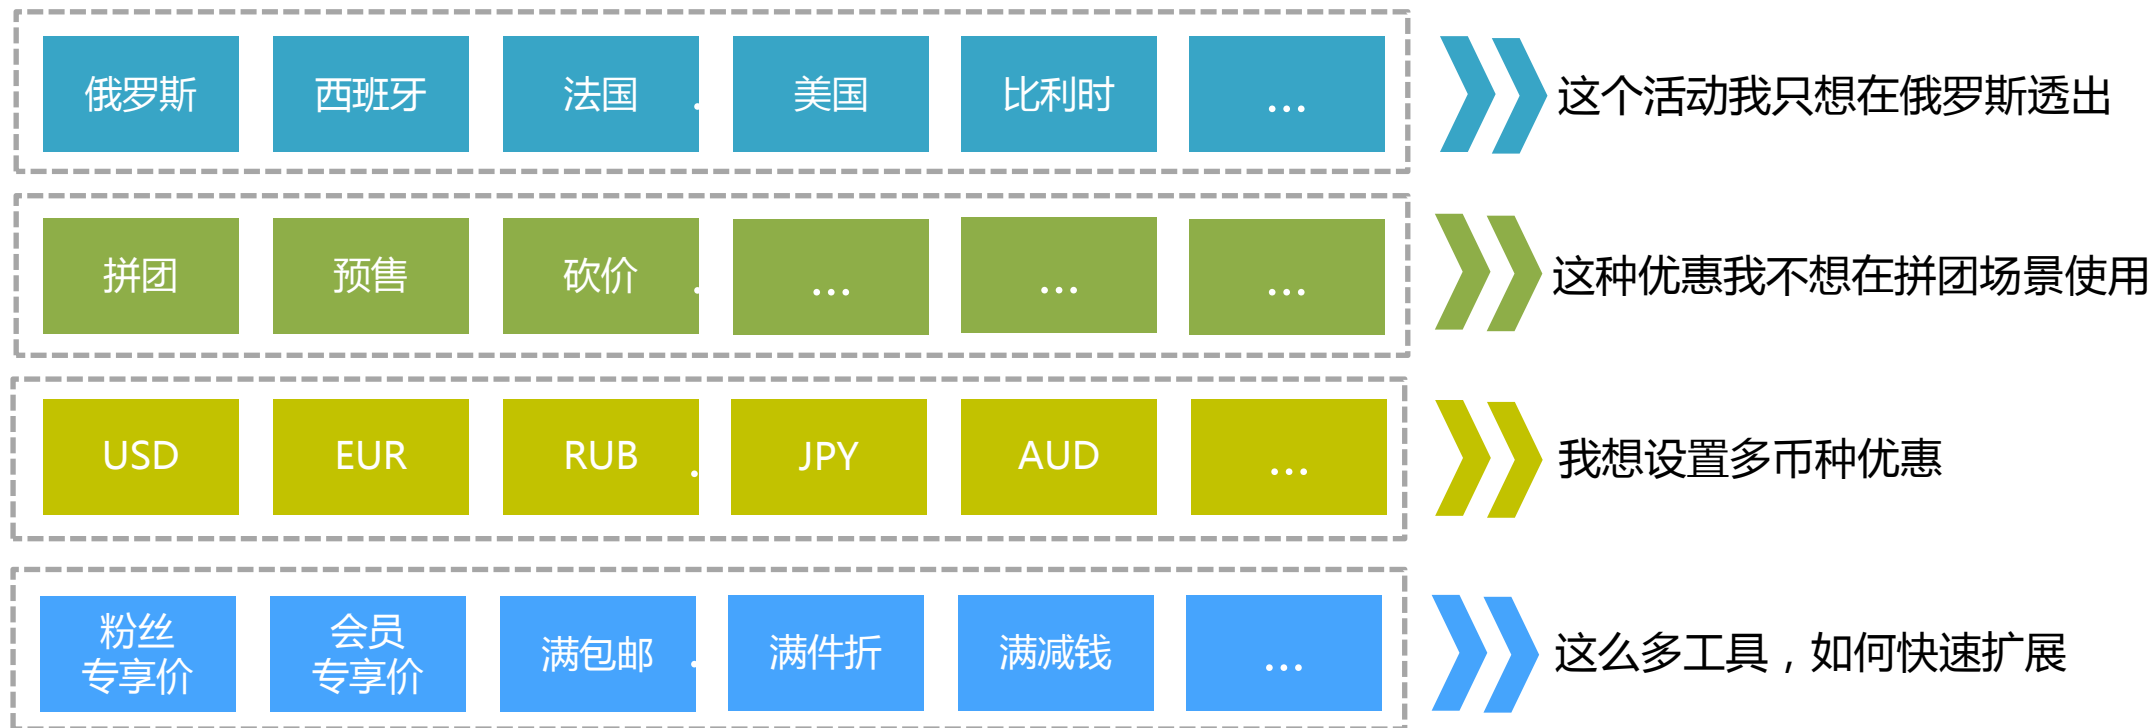 俄罗斯 西班牙 法国 美国 比利时 ... 这个活动我只想在俄罗斯透出
拼团 预售 砍价 ... ... ... 这种优惠我不想在拼团场景使用
USD EUR RUB JPY AUD ... 我想设置多币种优惠
粉丝
专享价
会员
专享价
满包邮 满件折 满减钱 ... 这么多工具，如何快速扩展